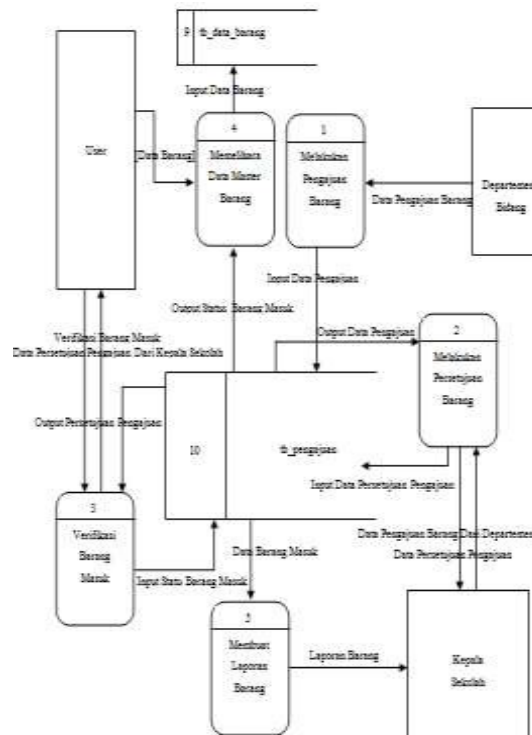 9 tb_data_barang
Input Data Barang
User
[Data Barang]
4
Memelihara
Data Master
Barang
1
Melakukan
Pengajuan
Barang
Data Pengajuan Barang
Departemen
Bidang
Output Status Barang Masuk
Input Data Pengajuan
Output Data Pengajuan
2
Melakukan
Persetujuan
Barang
Verifikasi Barang Masuk
Data Persetujuan Pengajuan Dari Kepala Sekolah
Output Persetujuan Pengajuan
10
tb_pengajuan
Input Data Persetujuan Pengajuan
3
Verifikasi
Barang
Masuk
Input Statu Barang Masuk
Data Barang Masuk
Data Pengajuan Barang Dari Departemen
Data Persetujuan Pengajuan
5
Membuat
Laporan
Barang
Laporan Barang
Kepala
Sekolah